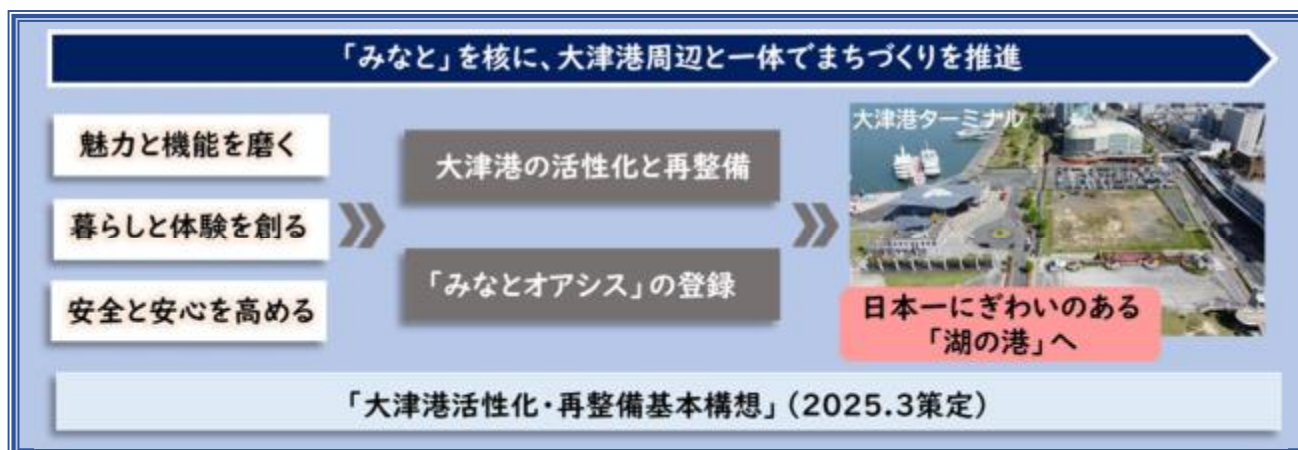 「みなと」を核に、大津港周辺と一体でまちづくりを推進
魅力と機能を磨く
暮らしと体験を創る
安全と安心を高める
大津港の活性化と再整備
「みなとオアシス」の登録
大津港ターミナル
日本一にぎわいのある
「湖の港」へ
「大津港活性化・再整備基本構想」（2025.3策定）